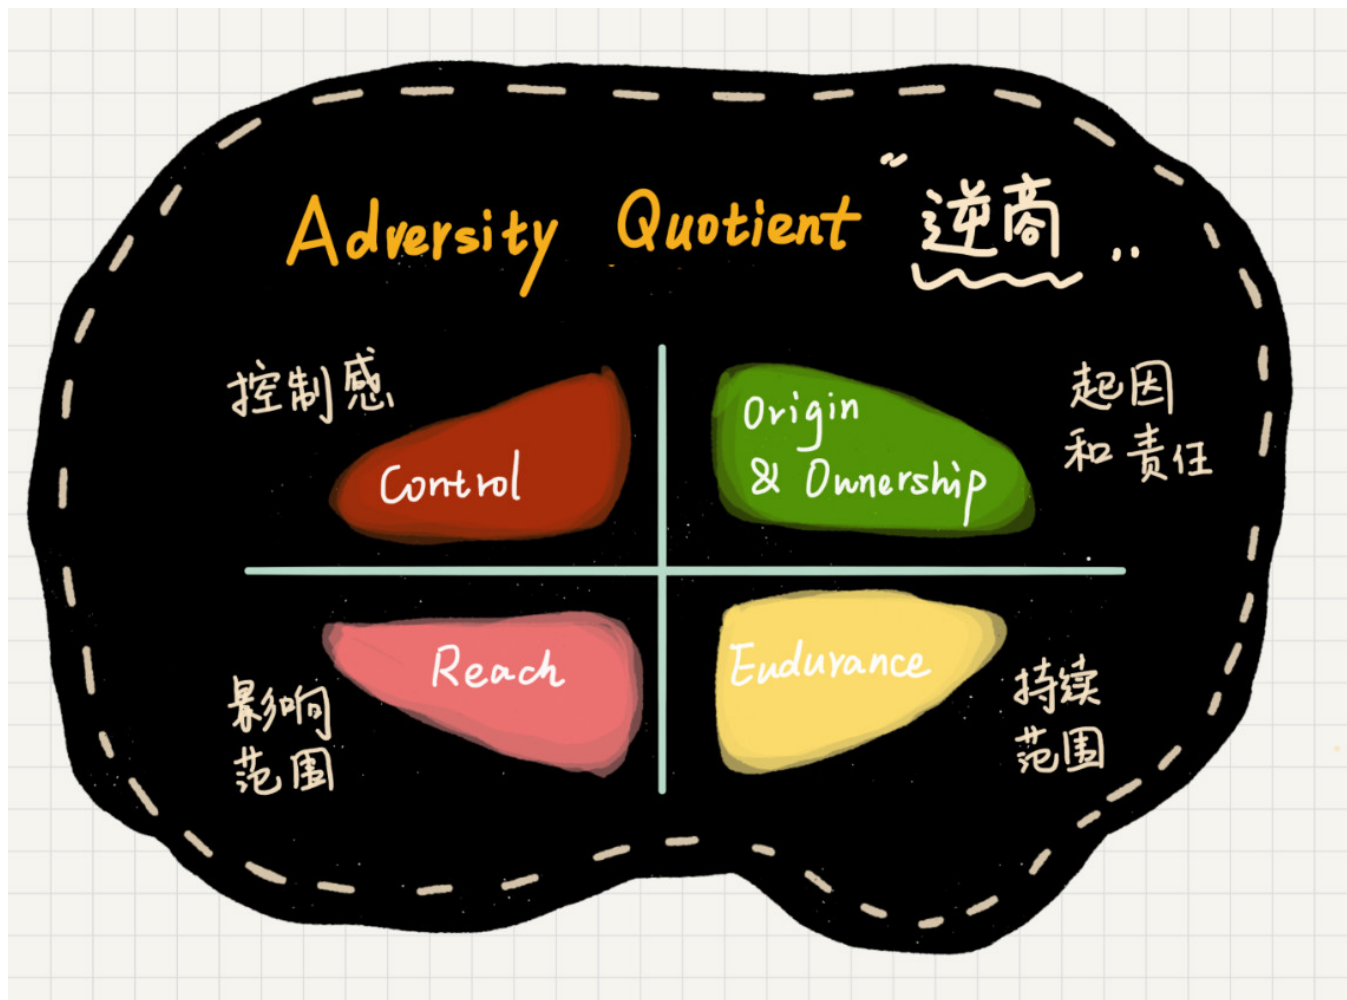 Adversity Quotient "逆商"
控制感
Control
Origin
& Ownership
起因
和责任
影响
范围
Reach
Endurance
持续
范围